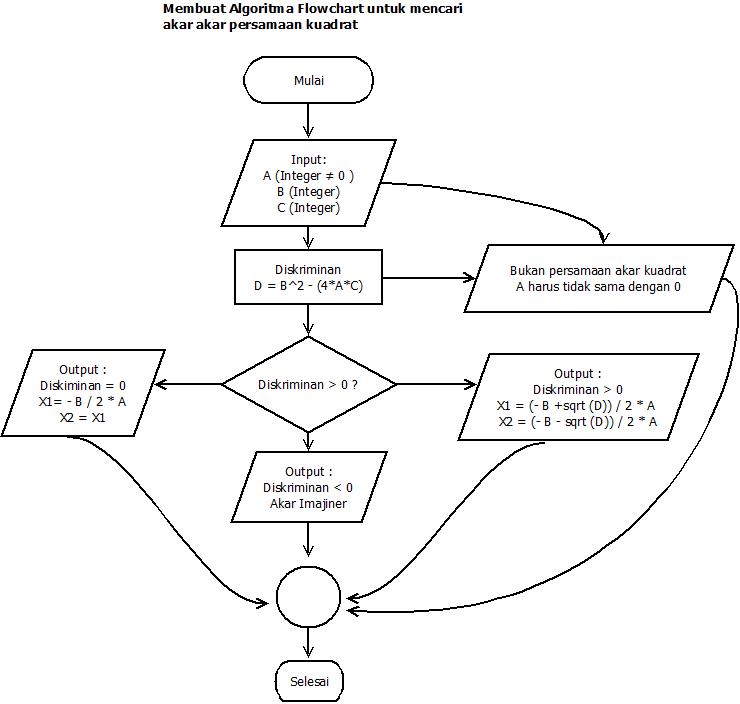 Membuat Algoritma Flowchart untuk mencari
akar akar persamaan kuadrat
Mulai
Input:
A (Integer ≠ 0 )
B (Integer)
C (Integer)
Diskriminan
D = B^2 - (4*A*C)
Bukan persamaan akar kuadrat
A harus tidak sama dengan 0
Diskriminan > 0 ?
Output :
Diskiminan = 0
X1= - B / 2 * A
X2 = X1
Output :
Diskriminan > 0
X1 = (- B +sqrt (D)) / 2 * A
X2 = (- B - sqrt (D)) / 2 * A
Output :
Diskriminan < 0
Akar Imajiner
Selesai